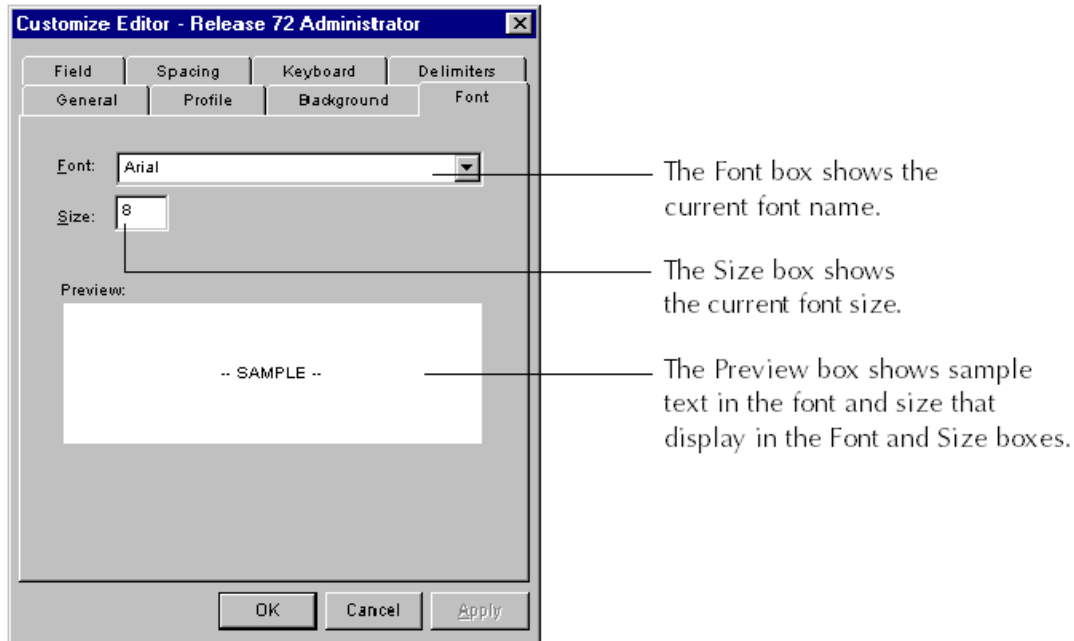 Customize Editor - Release 72 Administrator
Field Spacing Keyboard Delimiters
General Profile Background Font
Font: Arial
Size: 8
Preview:
-- SAMPLE --
OK Cancel Apply
The Font box shows the
current font name.
The Size box shows
the current font size.
The Preview box shows sample
text in the font and size that
display in the Font and Size boxes.